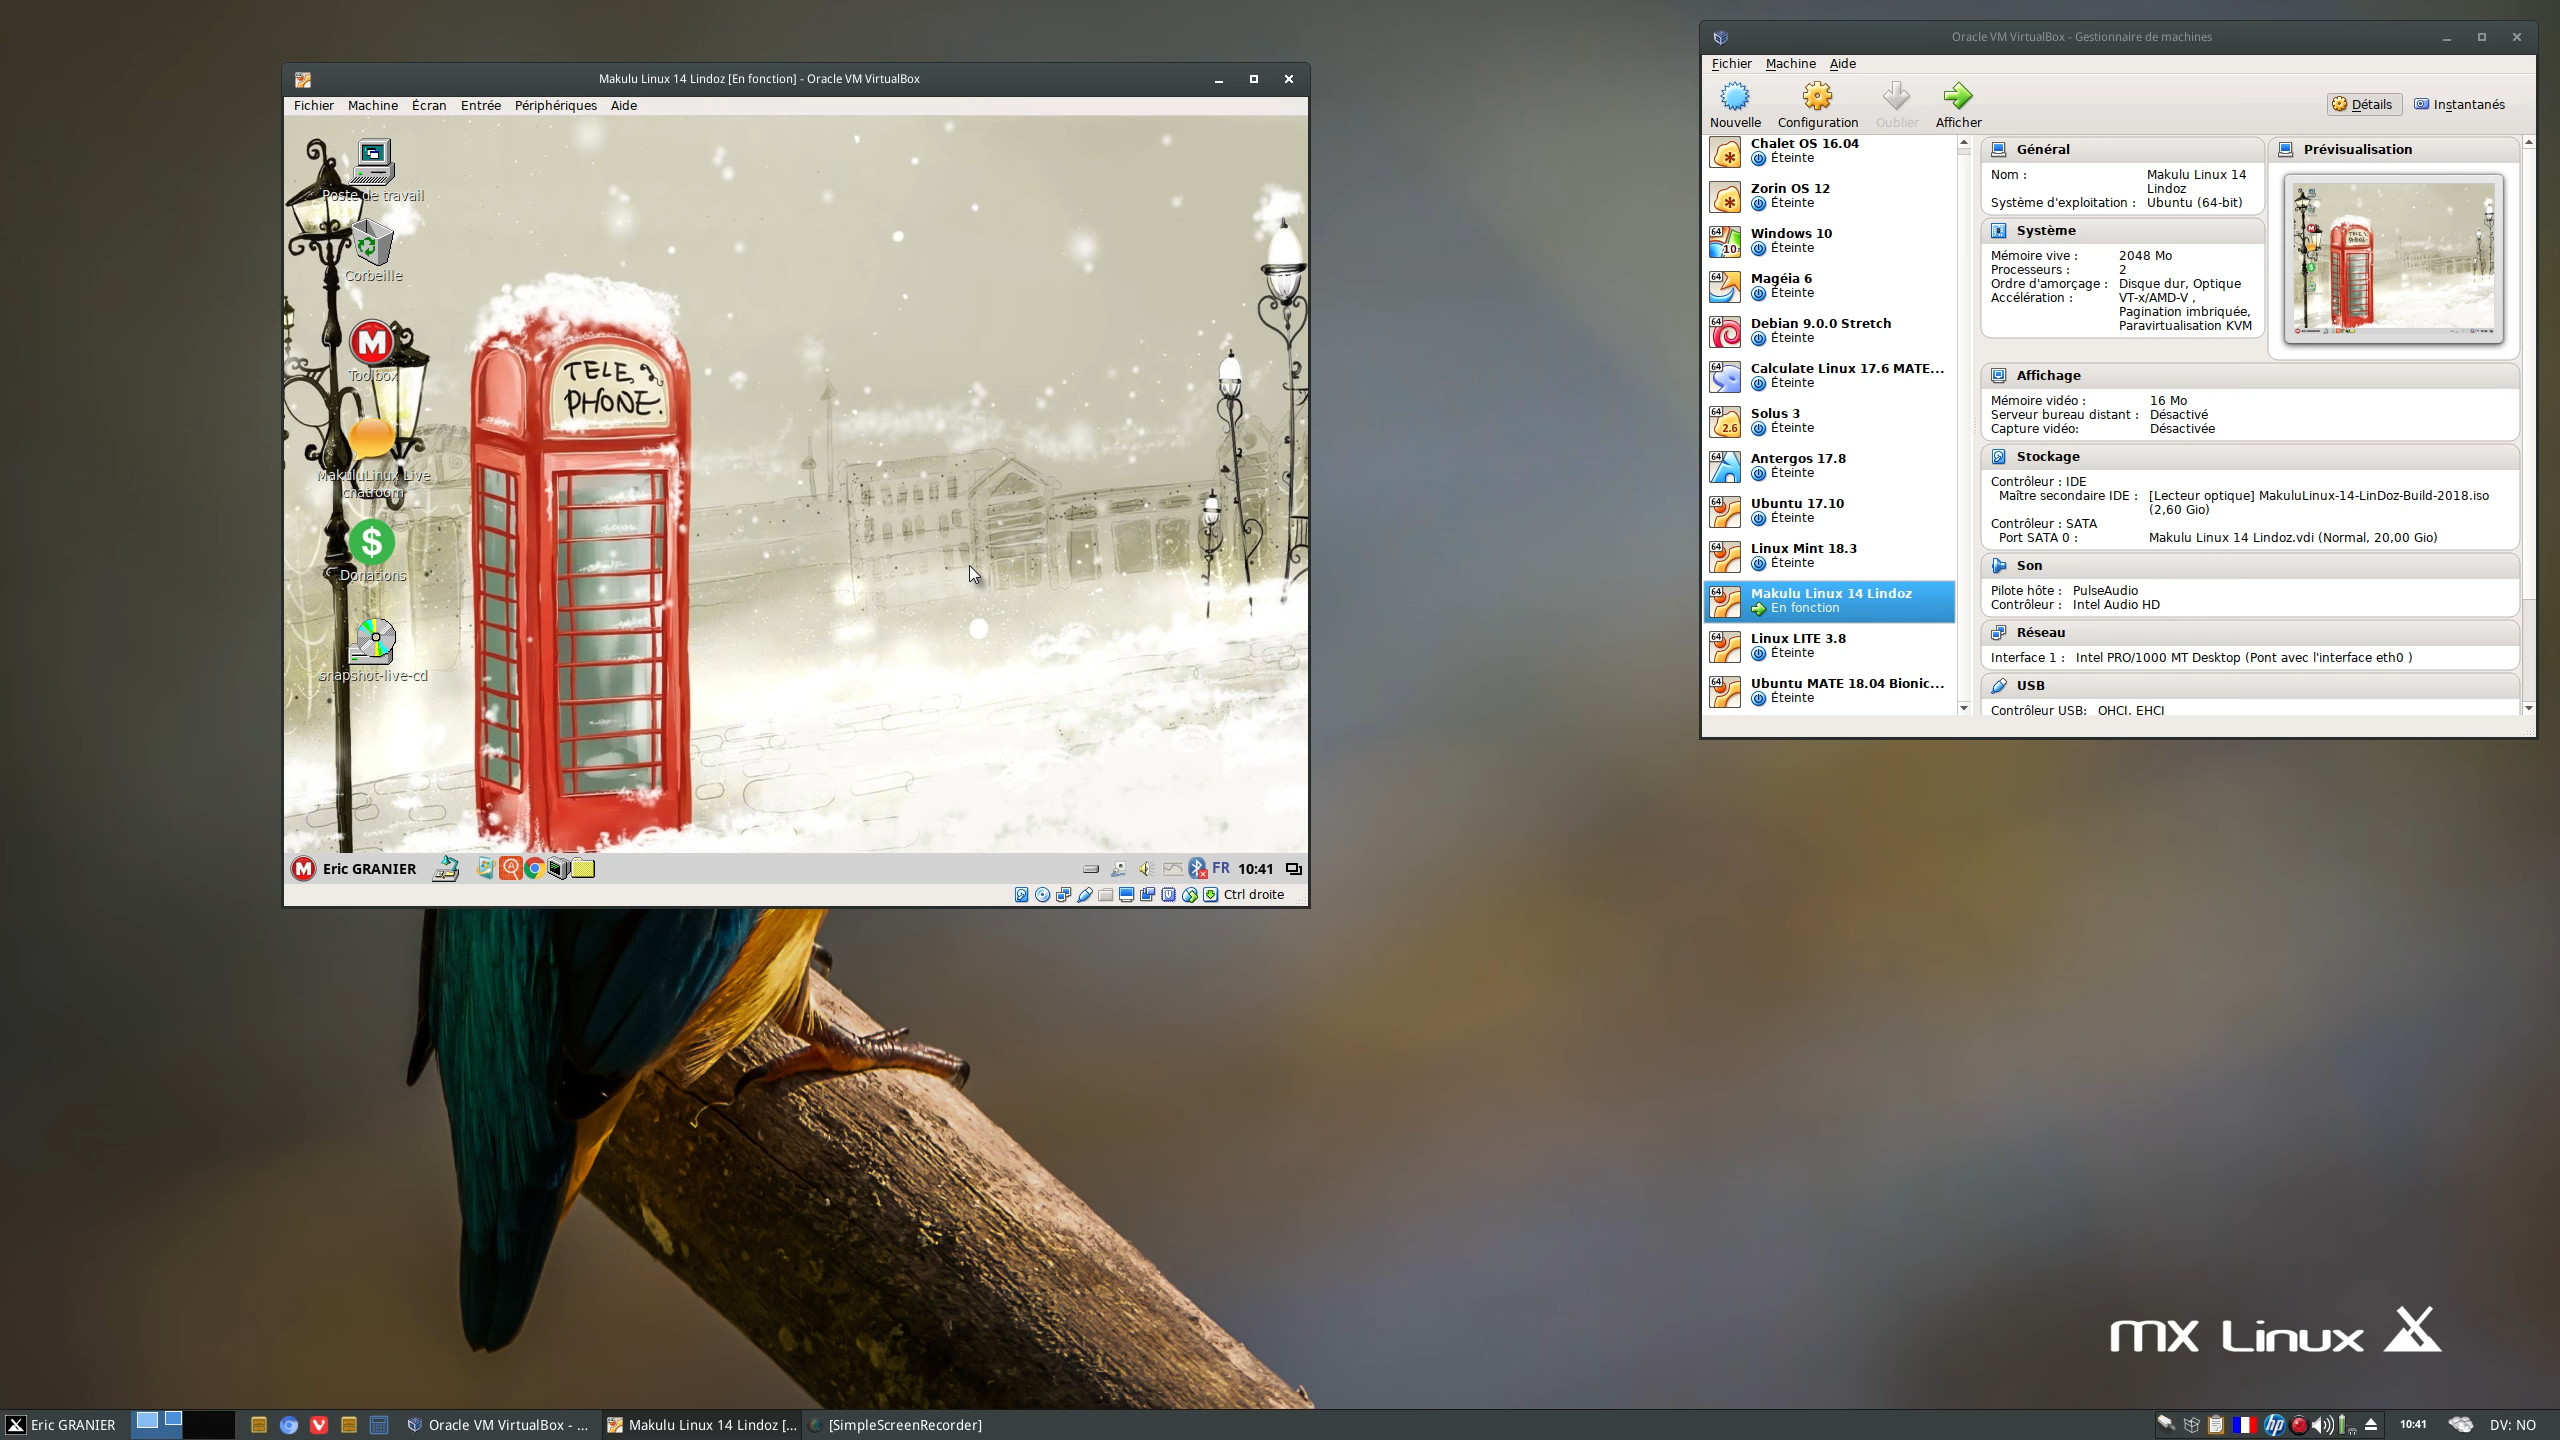 Makulu Linux 14 Lindoz [En fonction] - Oracle VM VirtualBox
Fichier Machine Écran Entrée Périphériques Aide
Poste de travail
Corbeille
Toolbox
MakuluLinux Live
chatroom
Donations
snapshot-live-cd
TELE
PHONE.
Eric GRANIER
FR 10:41
Ctrl droite
Oracle VM VirtualBox - Gestionnaire de machines
Fichier Machine Aide
Nouvelle Configuration Oublier Afficher
Détails Instantanés
Chalet OS 16.04
Éteinte
Zorin OS 12
Éteinte
Windows 10
Éteinte
Magéia 6
Éteinte
Debian 9.0.0 Stretch
Éteinte
Calculate Linux 17.6 MATE...
Éteinte
Solus 3
Éteinte
Antergos 17.8
Éteinte
Ubuntu 17.10
Éteinte
Linux Mint 18.3
Éteinte
Makulu Linux 14 Lindoz
En fonction
Linux LITE 3.8
Éteinte
Ubuntu MATE 18.04 Bionic...
Éteinte
Général
Nom : Makulu Linux 14
Lindoz
Système d'exploitation : Ubuntu (64-bit)
Système
Mémoire vive : 2048 Mo
Processeurs : 2
Ordre d'amorçage : Disque dur, Optique
Accélération : VT-x/AMD-V ,
Pagination imbriquée,
Paravirtualisation KVM
Prévisualisation
Affichage
Mémoire vidéo : 16 Mo
Serveur bureau distant : Désactivé
Capture vidéo: Désactivée
Stockage
Contrôleur : IDE
Maître secondaire IDE : [Lecteur optique] MakuluLinux-14-LinDoz-Build-2018.iso
(2,60 Gio)
Contrôleur : SATA
Port SATA 0 : Makulu Linux 14 Lindoz.vdi (Normal, 20,00 Gio)
Son
Pilote hôte : PulseAudio
Contrôleur : Intel Audio HD
Réseau
Interface 1 : Intel PRO/1000 MT Desktop (Pont avec l'interface eth0 )
USB
Contrôleur USB: OHCI, EHCI
MX Linux
Eric GRANIER
Oracle VM VirtualBox - ...
Makulu Linux 14 Lindoz [...
[SimpleScreenRecorder]
hp
10:41
DV: NO